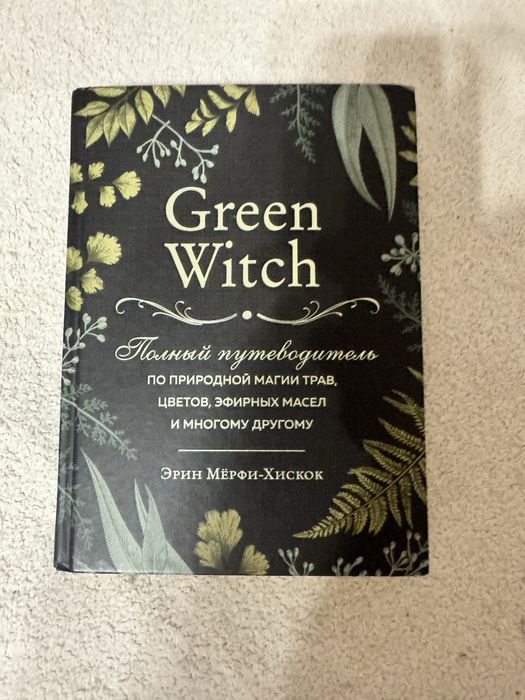 Green
Witch
Полный путеводитель
ПО ПРИРОДНОЙ МАГИИ ТРАВ,
ЦВЕТОВ, ЭФИРНЫХ МАСЕЛ
И МНОГОМУ ДРУГОМУ
ЭРИН МЁРФИ-ХИСКОК